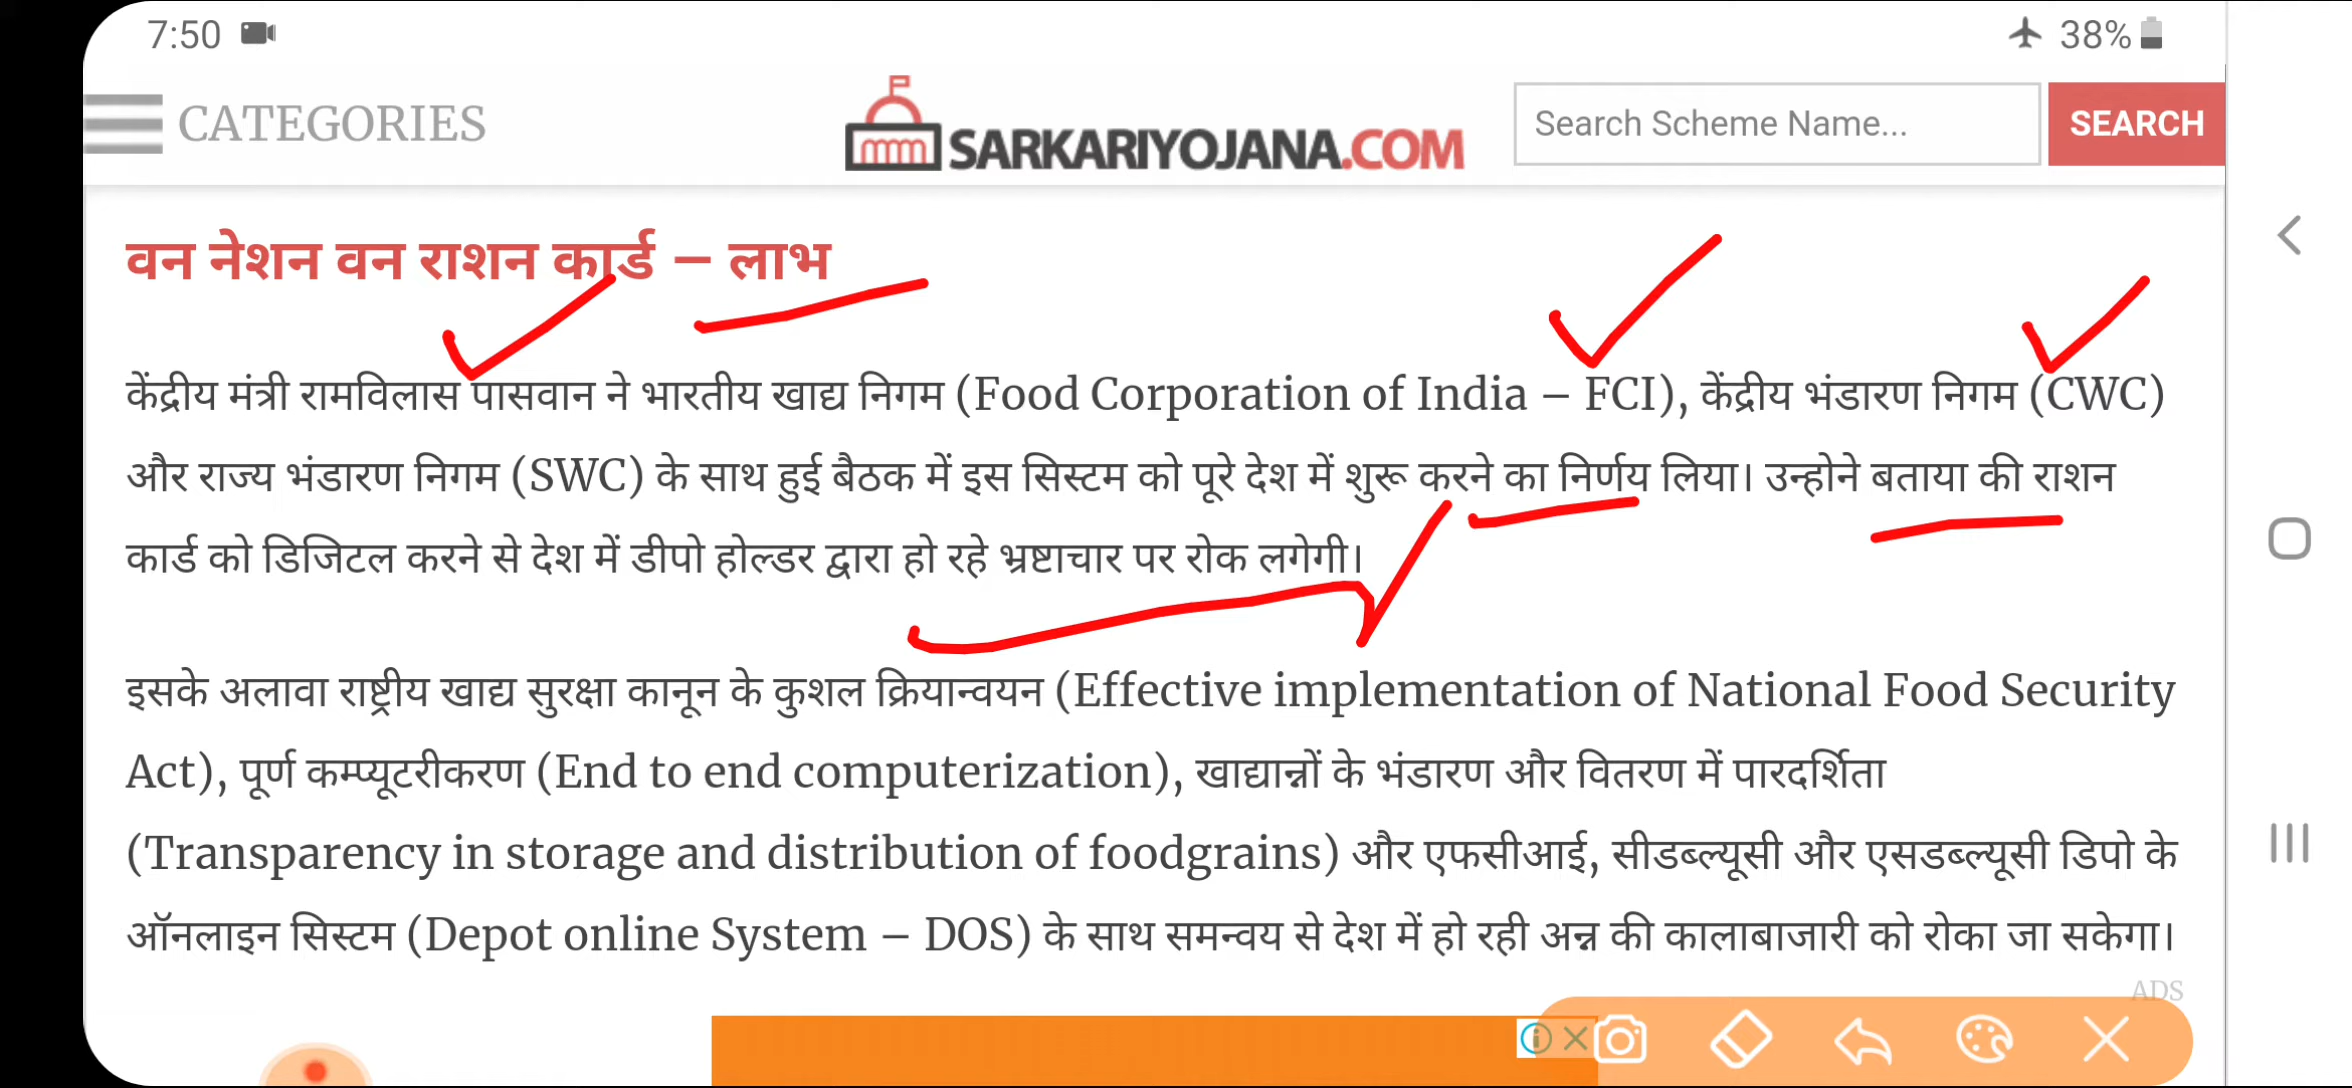 7:50 38%
CATEGORIES SARKARIYOJANA.COM Search Scheme Name... SEARCH
वन नेशन वन राशन कार्ड – लाभ
केंद्रीय मंत्री रामविलास पासवान ने भारतीय खाद्य निगम (Food Corporation of India – FCI), केंद्रीय भंडारण निगम (CWC)
और राज्य भंडारण निगम (SWC) के साथ हुई बैठक में इस सिस्टम को पूरे देश में शुरू करने का निर्णय लिया। उन्होने बताया की राशन
कार्ड को डिजिटल करने से देश में डीपो होल्डर द्वारा हो रहे भ्रष्टाचार पर रोक लगेगी।
इसके अलावा राष्ट्रीय खाद्य सुरक्षा कानून के कुशल क्रियान्वयन (Effective implementation of National Food Security
Act), पूर्ण कम्प्यूटरीकरण (End to end computerization), खाद्यान्नों के भंडारण और वितरण में पारदर्शिता
(Transparency in storage and distribution of foodgrains) और एफसीआई, सीडब्ल्यूसी और एसडब्ल्यूसी डिपो के
ऑनलाइन सिस्टम (Depot online System – DOS) के साथ समन्वय से देश में हो रही अन्न की कालाबाजारी को रोका जा सकेगा।
ADS